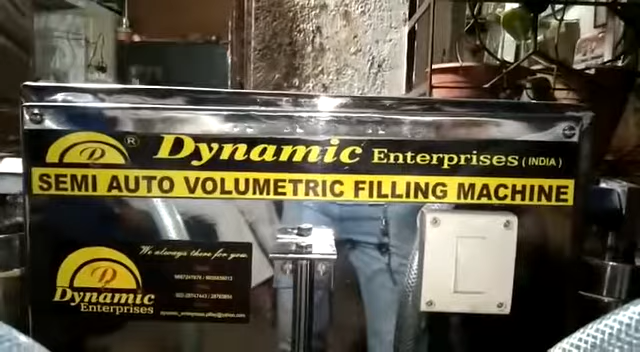 Dynamic Enterprises (INDIA)
SEMI AUTO VOLUMETRIC FILLING MACHINE
We always there for you.
Dynamic
Enterprises